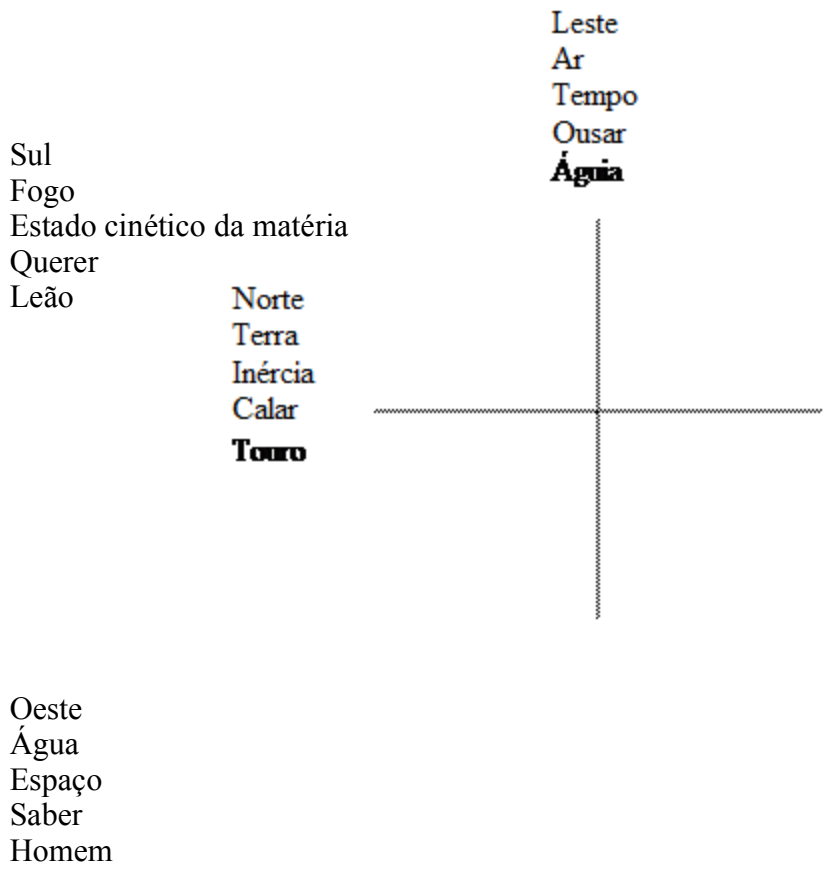 Leste
Ar
Tempo
Ousar
Águia
Sul
Fogo
Estado cinético da matéria
Querer
Leão
Norte
Terra
Inércia
Calar
Touro
Oeste
Água
Espaço
Saber
Homem